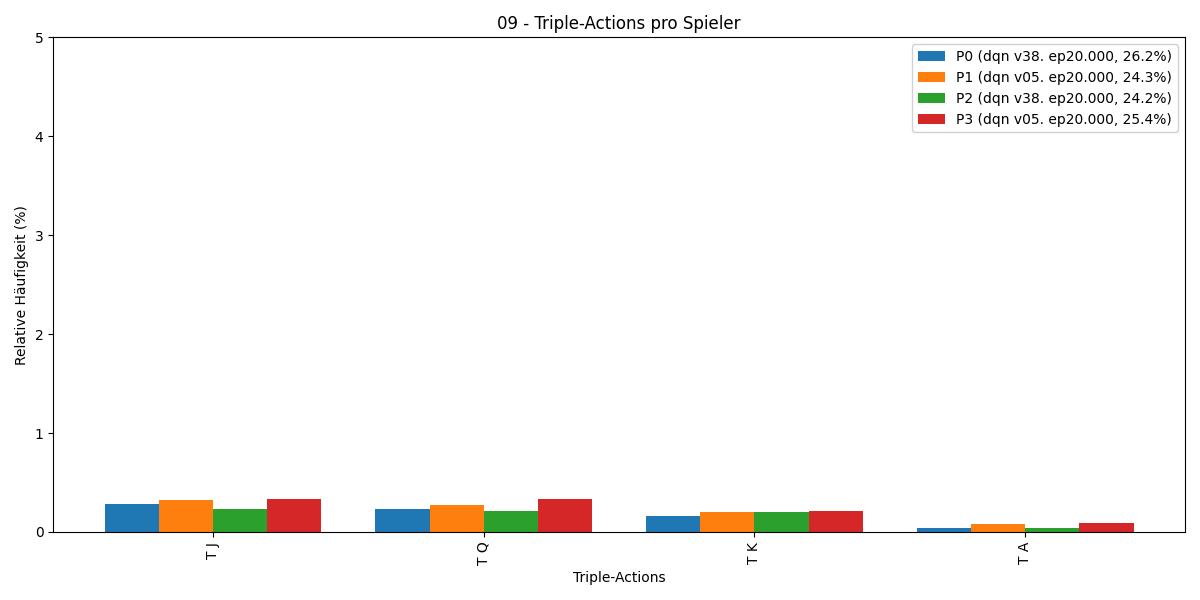 09 - Triple-Actions pro Spieler
P0 (dqn v38. ep20.000, 26.2%)
P1 (dqn v05. ep20.000, 24.3%)
P2 (dqn v38. ep20.000, 24.2%)
P3 (dqn v05. ep20.000, 25.4%)
Relative Häufigkeit (%)
5
4
3
2
1
0
T J
T Q
T K
T A
Triple-Actions